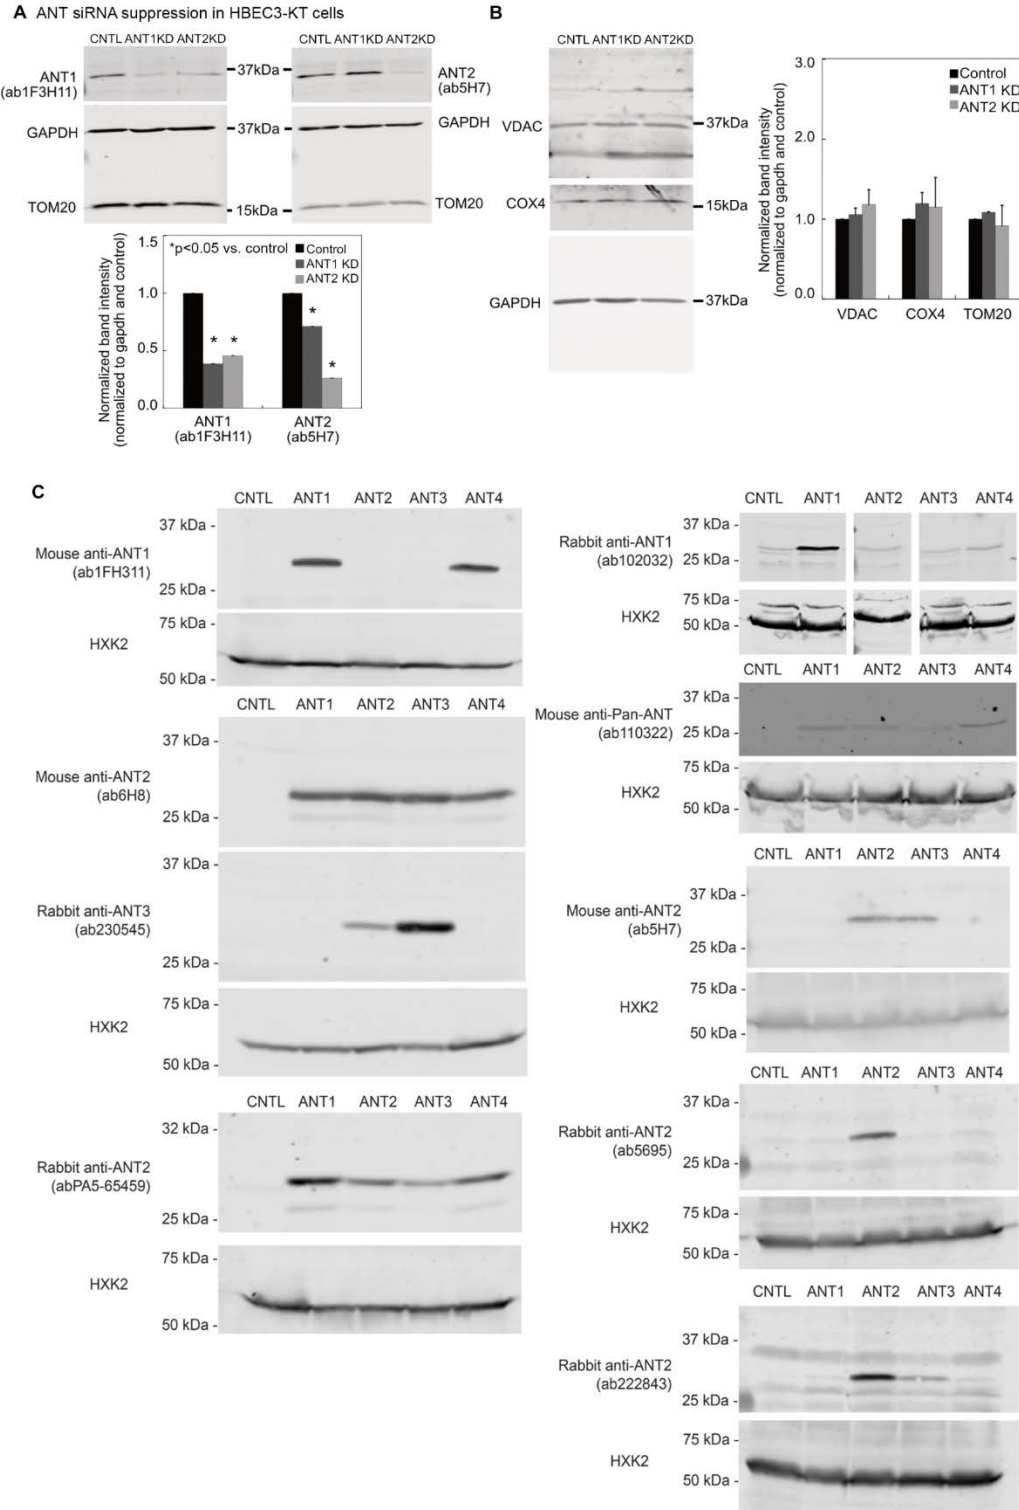 A ANT siRNA suppression in HBEC3-KT cells
CNTL ANT1KD ANT2KD
CNTL ANT1KD ANT2KD
ANT1
(ab1F3H11)
37kDa
ANT2
(ab5H7)
GAPDH
37kDa
GAPDH
TOM20
15kDa
TOM20
Normalized band intensity
(normalized to gapdh and control)
1.5
1.0
0.5
0.0
*p<0.05 vs. control
Control
ANT1 KD
ANT2 KD
* *
*
*
ANT1
(ab1F3H11)
ANT2
(ab5H7)
B
CNTL ANT1KD ANT2KD
VDAC
37kDa
COX4
15kDa
GAPDH
37kDa
Normalized band intensity
(normalized to gapdh and control)
3.0
2.0
1.0
0.0
Control
ANT1 KD
ANT2 KD
VDAC COX4 TOM20
C
CNTL ANT1 ANT2 ANT3 ANT4
37 kDa -
Mouse anti-ANT1
(ab1FH311)
25 kDa -
75 kDa -
HXK2
50 kDa -
CNTL ANT1 ANT2 ANT3 ANT4
37 kDa -
Mouse anti-ANT2
(ab6H8)
25 kDa -
37 kDa -
Rabbit anti-ANT3
(ab230545)
25 kDa -
75 kDa -
HXK2
50 kDa -
CNTL ANT1 ANT2 ANT3 ANT4
32 kDa -
Rabbit anti-ANT2
(abPA5-65459)
25 kDa -
75 kDa -
HXK2
50 kDa -
CNTL ANT1 ANT2 ANT3 ANT4
37 kDa -
Rabbit anti-ANT1
(ab102032)
25 kDa -
75 kDa -
HXK2
50 kDa -
CNTL ANT1 ANT2 ANT3 ANT4
37 kDa -
Mouse anti-Pan-ANT
(ab110322)
25 kDa -
75 kDa -
HXK2
50 kDa -
CNTL ANT1 ANT2 ANT3 ANT4
37 kDa -
Mouse anti-ANT2
(ab5H7)
25 kDa -
75 kDa -
HXK2
50 kDa -
CNTL ANT1 ANT2 ANT3 ANT4
37 kDa -
Rabbit anti-ANT2
(ab5695)
25 kDa -
75 kDa -
HXK2
50 kDa -
CNTL ANT1 ANT2 ANT3 ANT4
37 kDa -
Rabbit anti-ANT2
(ab222843)
25 kDa -
75 kDa -
HXK2
50 kDa -